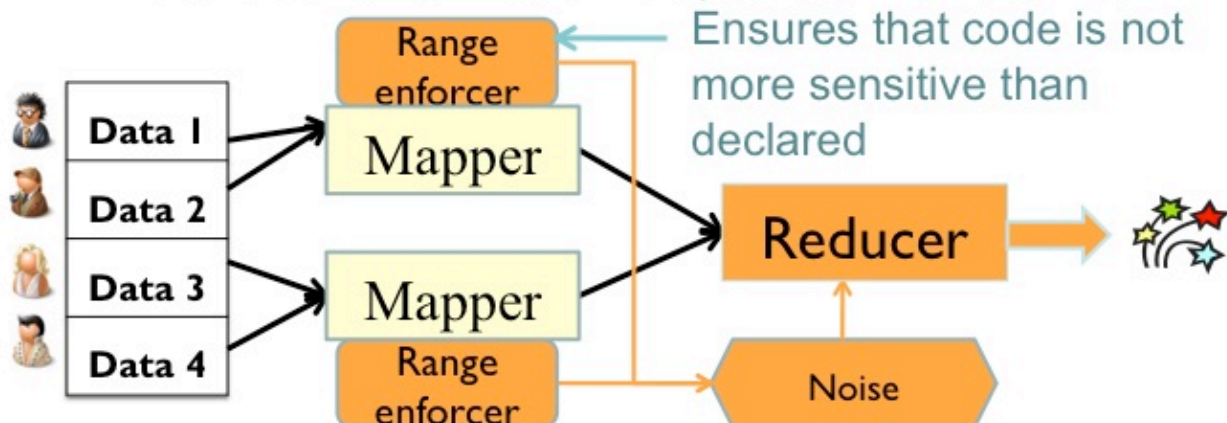 Range
enforcer
Ensures that code is not
more sensitive than
declared
Data 1
Mapper
Data 2
Reducer
Data 3
Mapper
Data 4
Range
enforcer
Noise